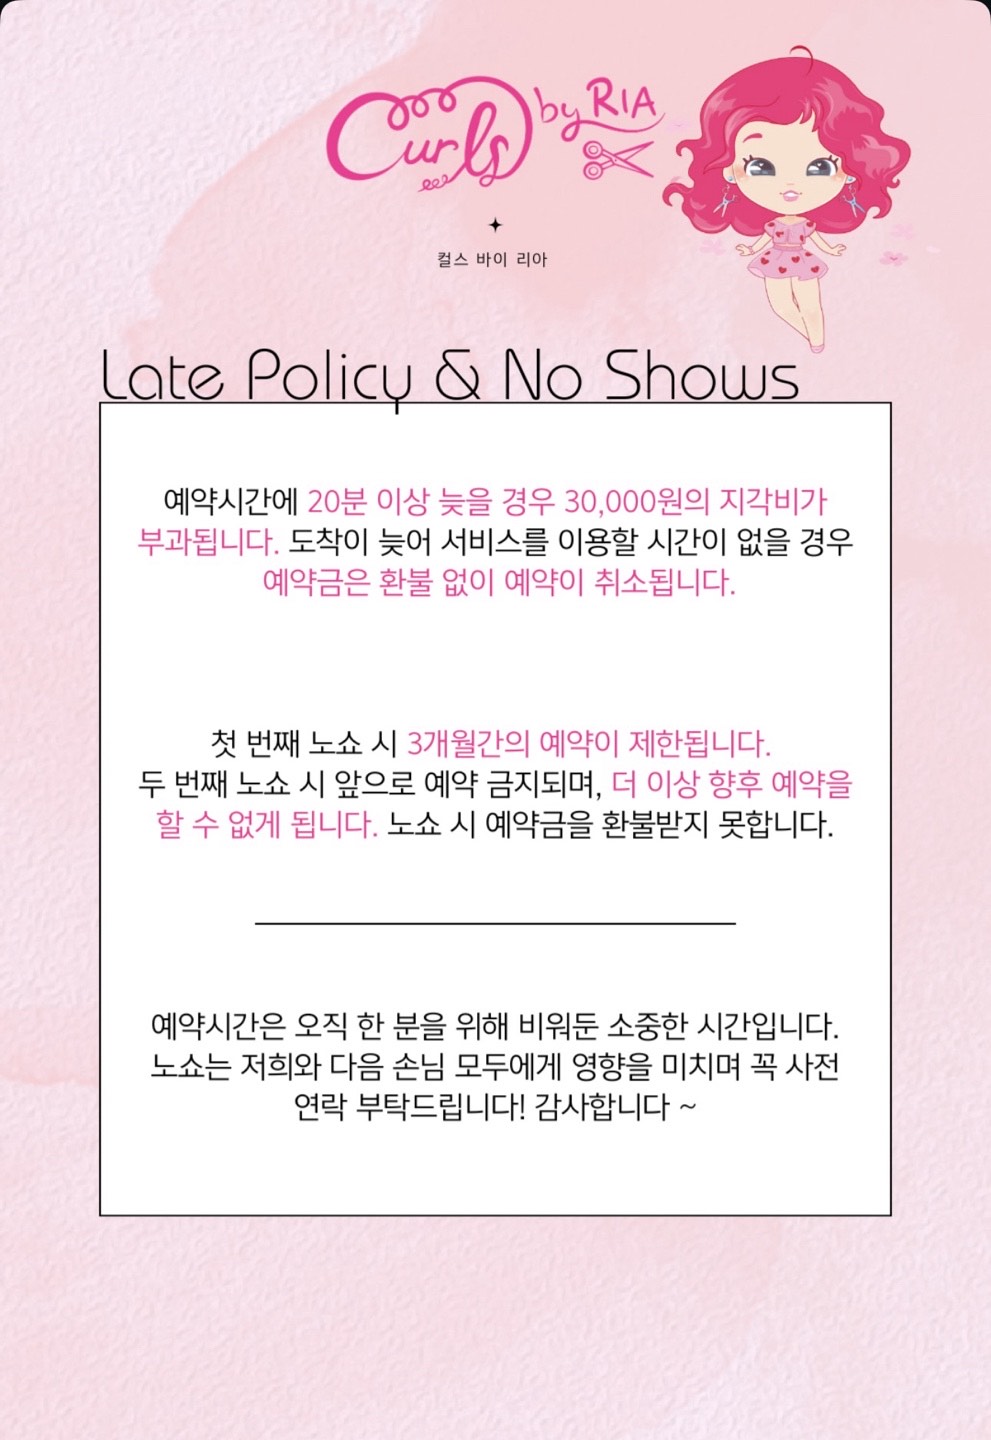 Curls by RIA
컬스 바이 리아
Late Policy & No Shows
예약시간에 20분 이상 늦을 경우 30,000원의 지각비가
부과됩니다. 도착이 늦어 서비스를 이용할 시간이 없을 경우
예약금은 환불 없이 예약이 취소됩니다.
첫 번째 노쇼 시 3개월간의 예약이 제한됩니다.
두 번째 노쇼 시 앞으로 예약 금지되며, 더 이상 향후 예약을
할 수 없게 됩니다. 노쇼 시 예약금을 환불받지 못합니다.
예약시간은 오직 한 분을 위해 비워둔 소중한 시간입니다.
노쇼는 저희와 다음 손님 모두에게 영향을 미치며 꼭 사전
연락 부탁드립니다! 감사합니다 ~